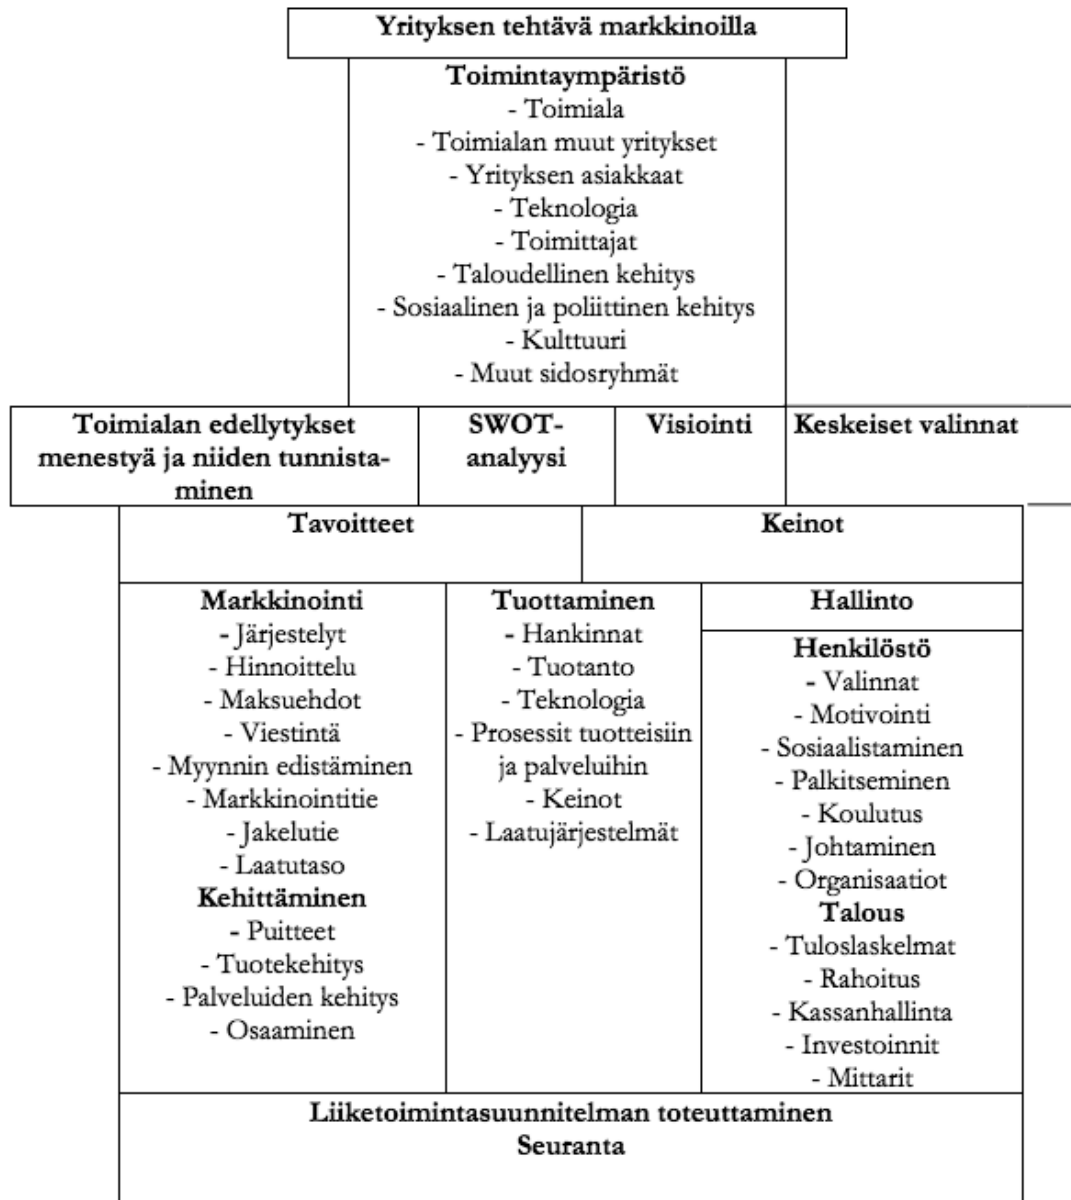 Yrityksen tehtävä markkinoilla
Toimintaympäristö
- Toimiala
- Toimialan muut yritykset
- Yrityksen asiakkaat
- Teknologia
- Toimittajat
- Taloudellinen kehitys
- Sosiaalinen ja poliittinen kehitys
- Kulttuuri
- Muut sidosryhmät
Toimialan edellytykset
menestyä ja niiden tunnista-
minen
SWOT-
analyysi
Visiointi
Keskeiset valinnat
Tavoitteet
Keinot
Markkinointi
- Järjestelyt
- Hinnoittelu
- Maksuehdot
- Viestintä
- Myynnin edistäminen
- Markkinointitie
- Jakelutie
- Laatutaso
Kehittäminen
- Puitteet
- Tuotekehitys
- Palveluiden kehitys
- Osaaminen
Tuottaminen
- Hankinnat
- Tuotanto
- Teknologia
- Prosessit tuotteisiin
ja palveluihin
- Keinot
- Laatujärjestelmät
Hallinto
Henkilöstö
- Valinnat
- Motivointi
- Sosiaalistaminen
- Palkitseminen
- Koulutus
- Johtaminen
- Organisaatiot
Talous
- Tuloslaskelmat
- Rahoitus
- Kassanhallinta
- Investoinnit
- Mittarit
Liiketoimintasuunnitelman toteuttaminen
Seuranta